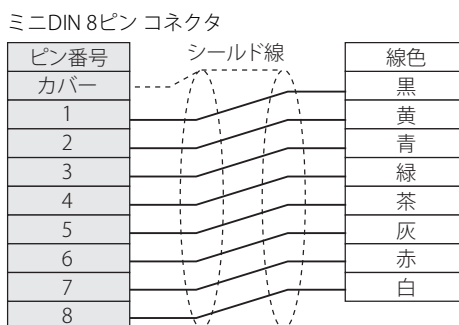 ミニDIN 8ピン コネクタ
ピン番号 シールド線 線色
カバー 黒
1 黄
2 青
3 緑
4 茶
5 灰
6 赤
7 白
8